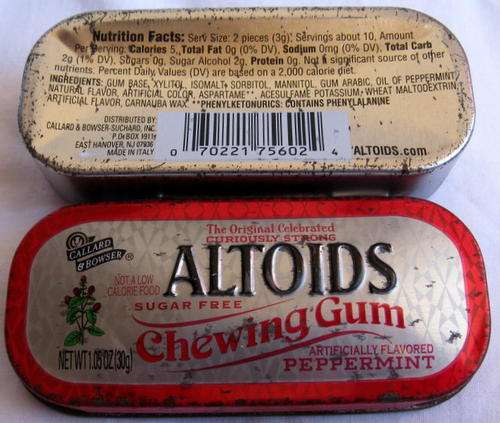 Nutrition Facts: Serv Size: 2 pieces (3g), Servings about 10, Amount
Per Serving: Calories 5, Total Fat 0g (0% DV), Sodium 0mg (0% DV), Total Carb
2g (1% DV), Sugars 0g, Sugar Alcohol 2g, Protein 0g. Not a significant source of other
nutrients. Percent Daily Values (DV) are based on a 2,000 calorie diet.
INGREDIENTS: GUM BASE, XYLITOL, ISOMALT, SORBITOL, MANNITOL, GUM ARABIC, OIL OF PEPPERMINT,
NATURAL FLAVOR, ARTIFICIAL COLOR, ASPARTAME**, ACESULFAME POTASSIUM, WHEAT MALTODEXTRIN,
ARTIFICIAL FLAVOR, CARNAUBA WAX. **PHENYLKETONURICS: CONTAINS PHENYLALANINE
DISTRIBUTED BY:
CALLARD & BOWSER-SUCHARD, INC.
P.O. BOX 1911
EAST HANOVER, NJ 07936
MADE IN ITALY
0 70221 75602 4
ALTOIDS.com
CALLARD
& BOWSER®
The Original Celebrated
CURIOUSLY STRONG
ALTOIDS
NOT A LOW
CALORIE FOOD
SUGAR FREE
Chewing Gum
ARTIFICIALLY FLAVORED
PEPPERMINT
NET WT 1.05 OZ (30g)